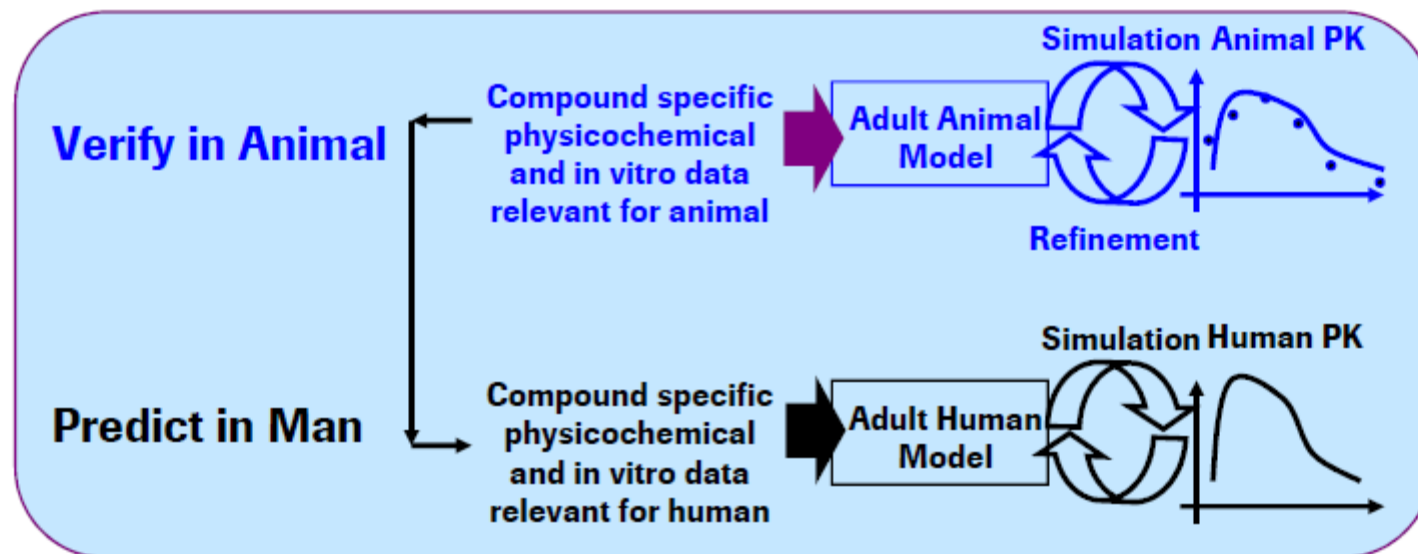 Simulation Animal PK
Compound specific
physicochemical
and in vitro data
relevant for animal
Verify in Animal
Adult Animal
Model
Refinement
Simulation Human PK
Compound specific
physicochemical
and in vitro data
relevant for human
Predict in Man
Adult Human
Model